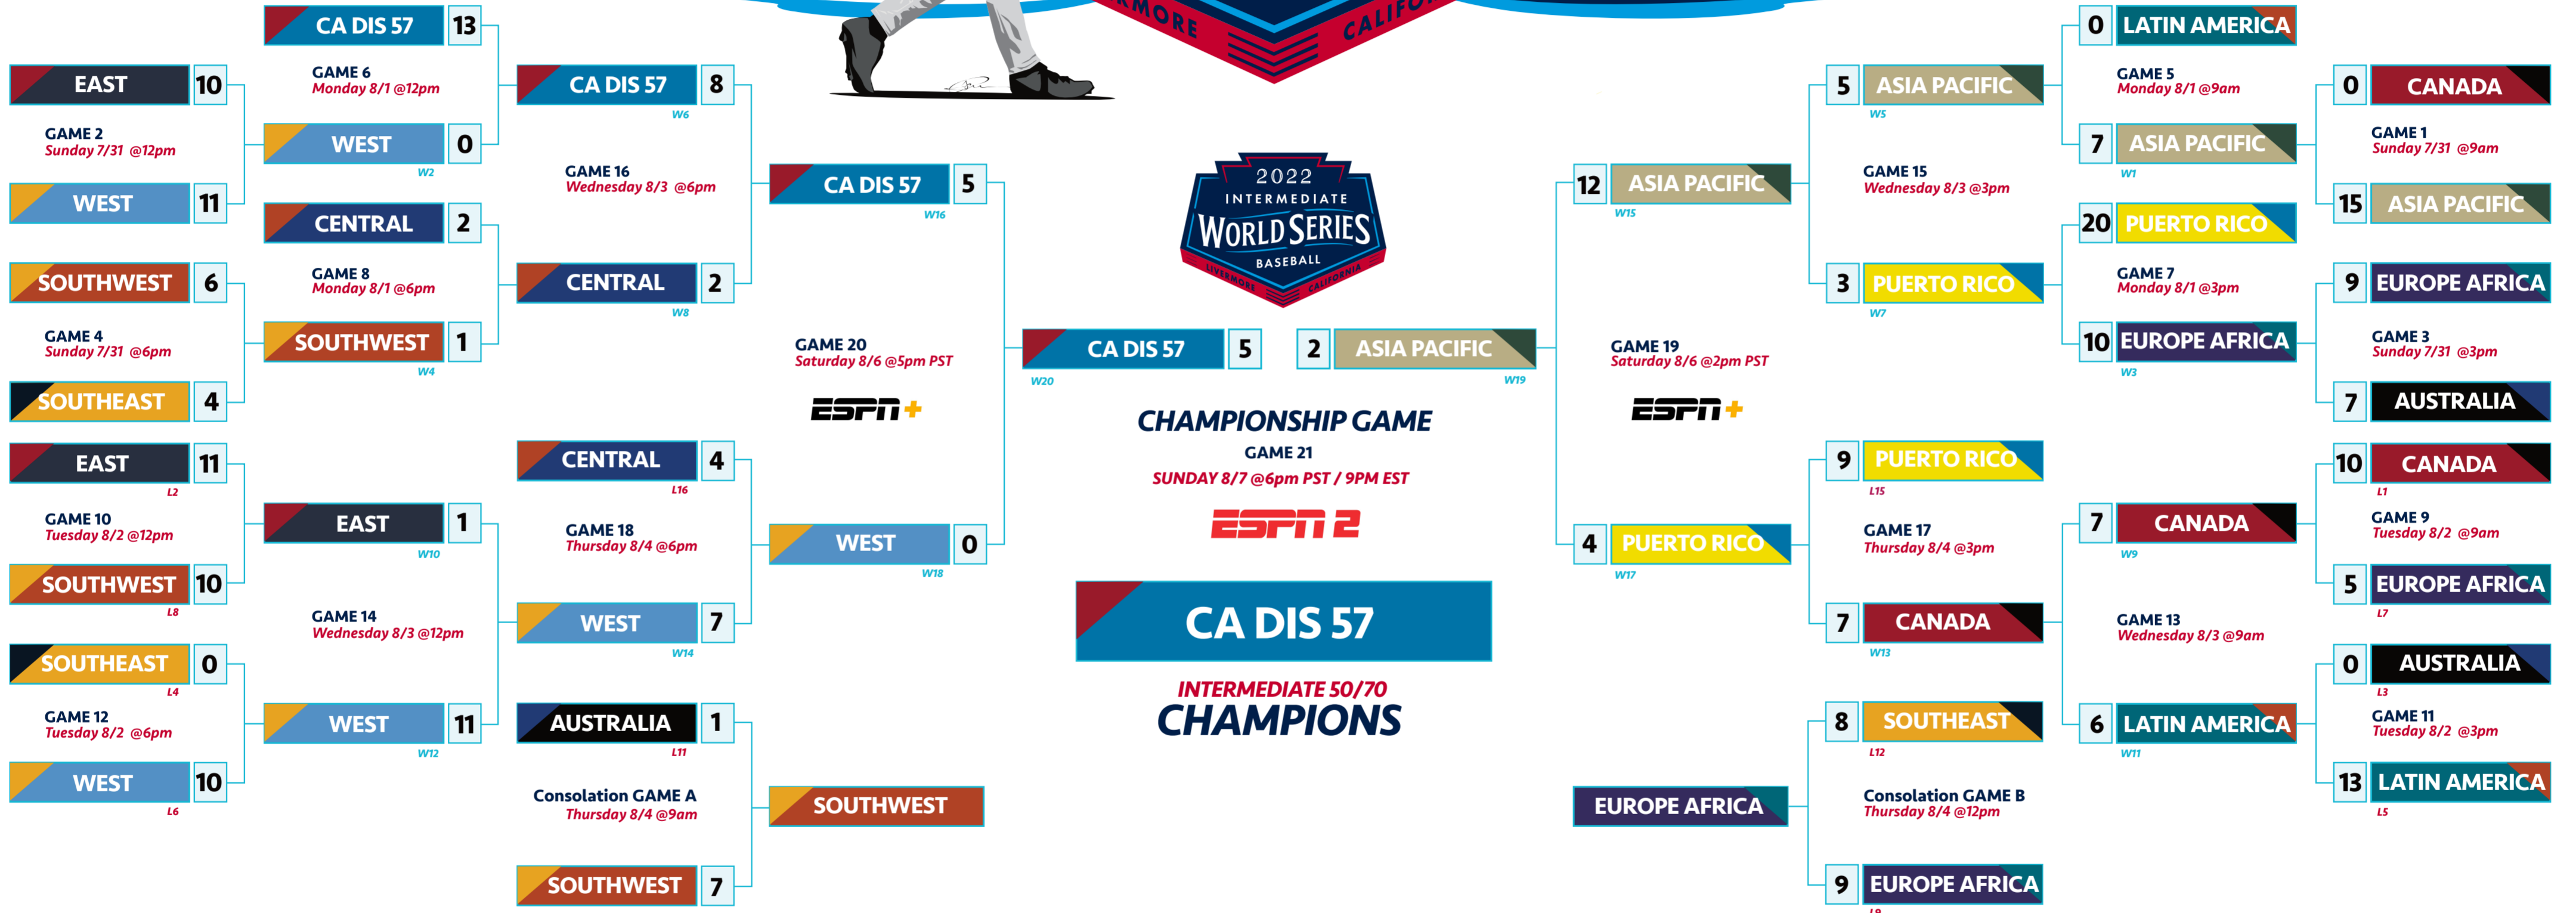 RMORE
CALIFO
CA DIS 57 13
EAST 10
GAME 6
Monday 8/1 @12pm
CA DIS 57 8
W6
GAME 2
Sunday 7/31 @12pm
WEST 0
W2
WEST 11
GAME 16
Wednesday 8/3 @6pm
CA DIS 57 5
W16
CENTRAL 2
SOUTHWEST 6
GAME 8
Monday 8/1 @6pm
CENTRAL 2
W8
GAME 4
Sunday 7/31 @6pm
SOUTHWEST 1
W4
SOUTHEAST 4
GAME 20
Saturday 8/6 @5pm PST
ESPN+
EAST 11
L2
GAME 10
Tuesday 8/2 @12pm
EAST 1
W10
SOUTHWEST 10
L8
CENTRAL 4
L16
GAME 18
Thursday 8/4 @6pm
WEST 0
W18
GAME 14
Wednesday 8/3 @12pm
WEST 7
W14
SOUTHEAST 0
L4
GAME 12
Tuesday 8/2 @6pm
WEST 11
W12
WEST 10
L6
AUSTRALIA 1
L11
Consolation GAME A
Thursday 8/4 @9am
SOUTHWEST
SOUTHWEST 7
2022
INTERMEDIATE
WORLD SERIES
BASEBALL
LIVERMORE CALIFORNIA
CA DIS 57 5
W20
2 ASIA PACIFIC
W19
CHAMPIONSHIP GAME
GAME 21
SUNDAY 8/7 @6pm PST / 9PM EST
ESPN 2
CA DIS 57
INTERMEDIATE 50/70
CHAMPIONS
0 LATIN AMERICA
5 ASIA PACIFIC
W5
GAME 5
Monday 8/1 @9am
0 CANADA
7 ASIA PACIFIC
W1
GAME 1
Sunday 7/31 @9am
12 ASIA PACIFIC
W15
GAME 15
Wednesday 8/3 @3pm
15 ASIA PACIFIC
20 PUERTO RICO
3 PUERTO RICO
W7
GAME 7
Monday 8/1 @3pm
9 EUROPE AFRICA
10 EUROPE AFRICA
W3
GAME 3
Sunday 7/31 @3pm
7 AUSTRALIA
GAME 19
Saturday 8/6 @2pm PST
ESPN+
9 PUERTO RICO
L15
10 CANADA
L1
4 PUERTO RICO
W17
GAME 17
Thursday 8/4 @3pm
7 CANADA
W9
GAME 9
Tuesday 8/2 @9am
5 EUROPE AFRICA
L7
7 CANADA
W13
GAME 13
Wednesday 8/3 @9am
0 AUSTRALIA
L3
6 LATIN AMERICA
W11
GAME 11
Tuesday 8/2 @3pm
13 LATIN AMERICA
L5
8 SOUTHEAST
L12
EUROPE AFRICA
Consolation GAME B
Thursday 8/4 @12pm
9 EUROPE AFRICA
L9